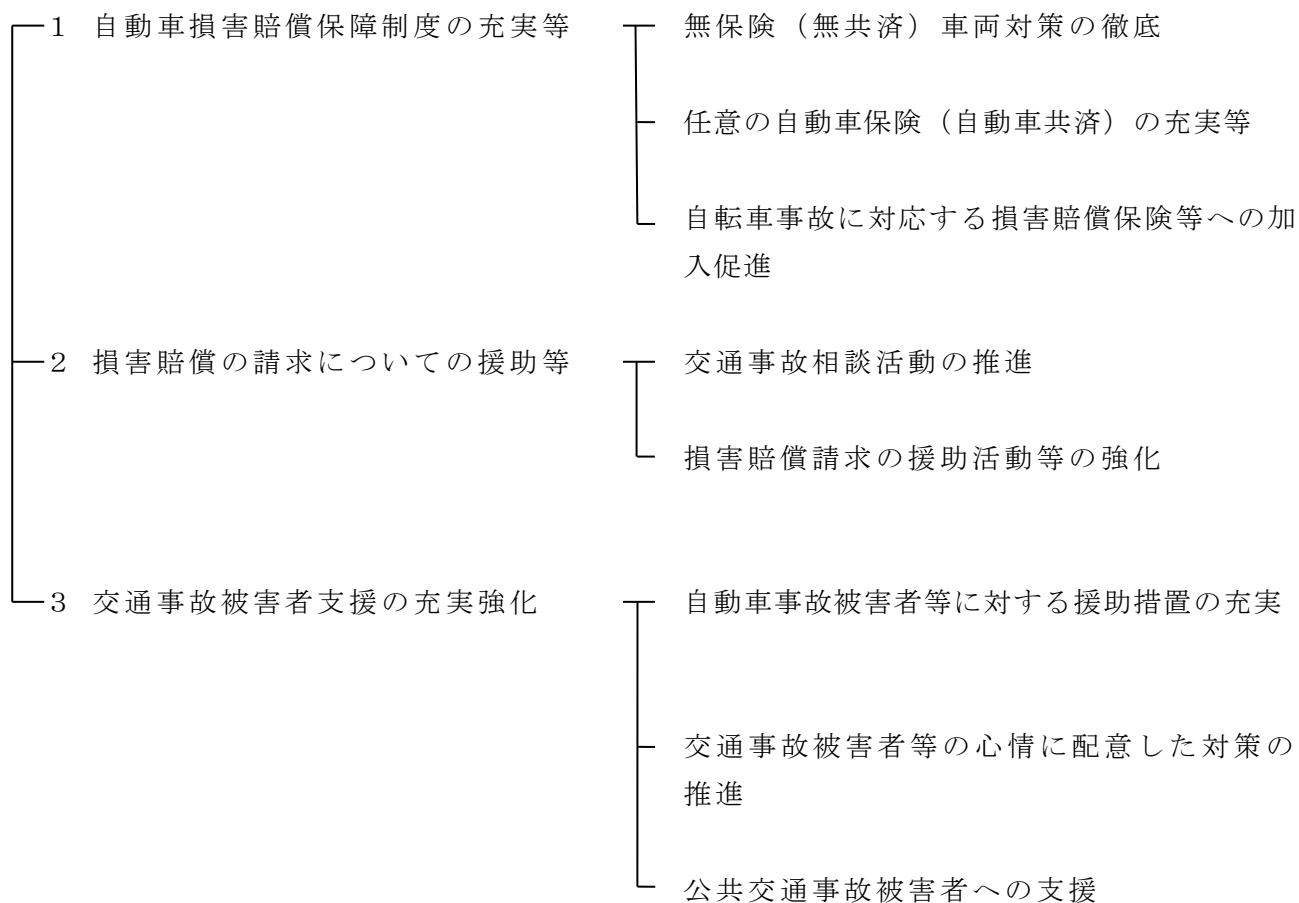 １ 自動車損害賠償保障制度の充実等
無保険（無共済）車両対策の徹底
任意の自動車保険（自動車共済）の充実等
自転車事故に対応する損害賠償保険等への加
入促進
２ 損害賠償の請求についての援助等
交通事故相談活動の推進
損害賠償請求の援助活動等の強化
３ 交通事故被害者支援の充実強化
自動車事故被害者等に対する援助措置の充実
交通事故被害者等の心情に配意した対策の
推進
公共交通事故被害者への支援